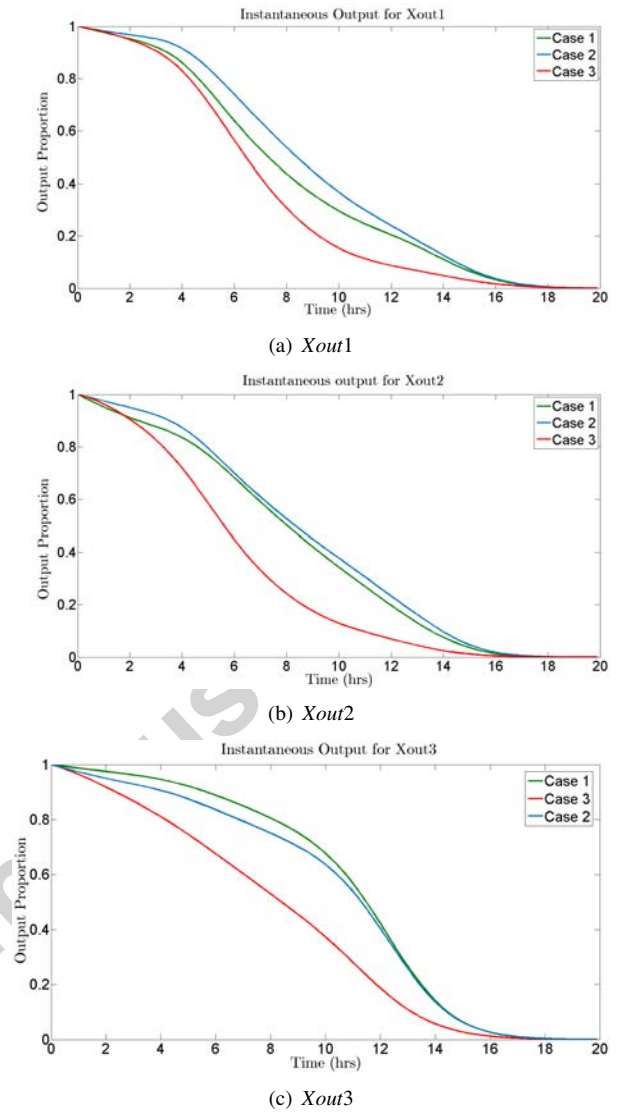 Instantaneous Output for Xout1
1
0.8
0.6
0.4
0.2
0
Output Proportion
Case 1
Case 2
Case 3
0 2 4 6 8 10 12 14 16 18 20
Time (hrs)
(a) Xout1
Instantaneous output for Xout2
1
0.8
0.6
0.4
0.2
0
Output Proportion
Case 1
Case 2
Case 3
0 2 4 6 8 10 12 14 16 18 20
Time (hrs)
(b) Xout2
Instantaneous Output for Xout3
1
0.8
0.6
0.4
0.2
0
Output Proportion
Case 1
Case 3
Case 2
0 2 4 6 8 10 12 14 16 18 20
Time (hrs)
(c) Xout3